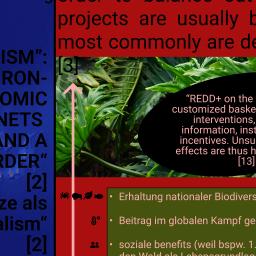 order to balance out
projects are usually b
most commonly are de
[3]
ISM":
RON-
OMIC
NETS
AND A
RDER"
[2]
ze als
alism"
[2]
"REDD+ on the
customized baske
interventions,
information, inst
incentives. Unsu
effects are thus h
[13]
• Erhaltung nationaler Biodivers
• Beitrag im globalen Kampf ge
• soziale benefits (weil bspw. 1.
den Wald als Lebensgrundlag